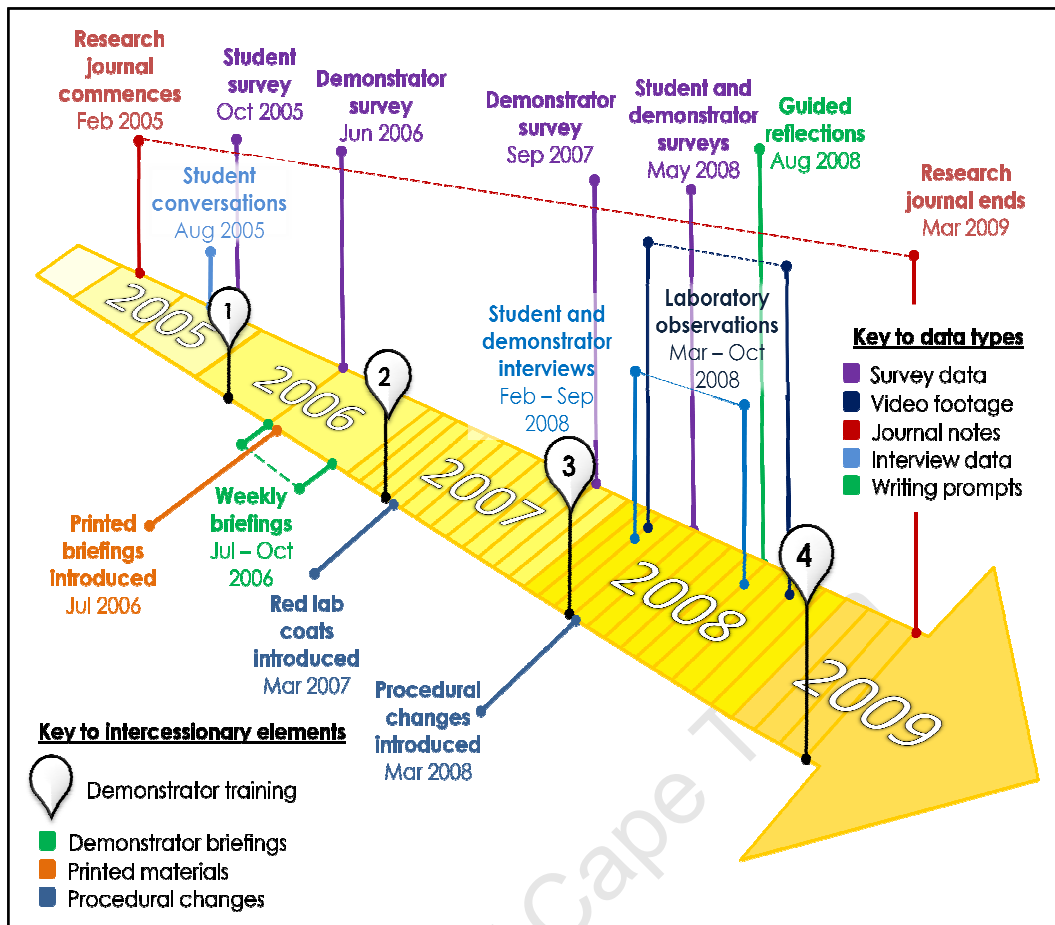 Research
journal
commences
Feb 2005
Student
survey
Oct 2005
Demonstrator
survey
Jun 2006
Demonstrator
survey
Sep 2007
Student and
demonstrator
surveys
May 2008
Guided
reflections
Aug 2008
Research
journal ends
Mar 2009
Student
conversations
Aug 2005
Student and
demonstrator
interviews
Feb – Sep
2008
Laboratory
observations
Mar – Oct
2008
Key to data types
Survey data
Video footage
Journal notes
Interview data
Writing prompts
1
2
3
4
2005
2006
2007
2008
2009
Printed
briefings
introduced
Jul 2006
Weekly
briefings
Jul – Oct
2006
Red lab
coats
introduced
Mar 2007
Procedural
changes
introduced
Mar 2008
Key to intercessionary elements
Demonstrator training
Demonstrator briefings
Printed materials
Procedural changes
Cape T